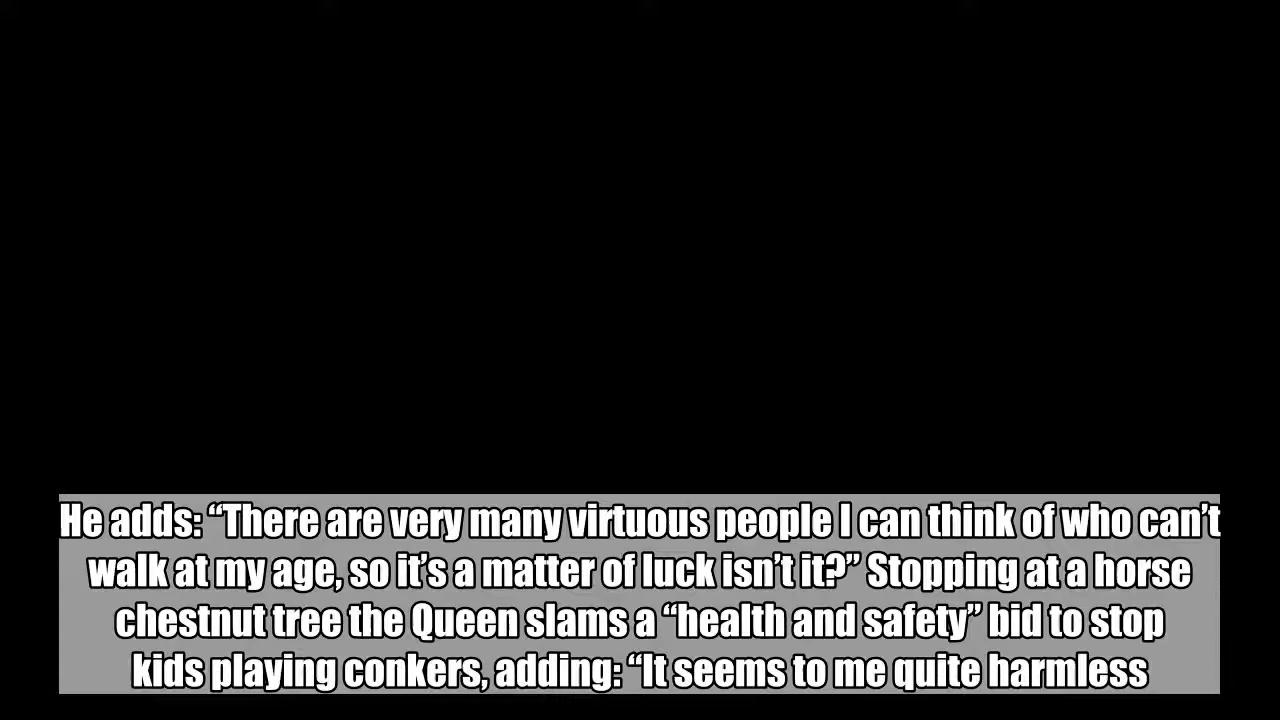 He adds: “There are very many virtuous people I can think of who can’t
walk at my age, so it’s a matter of luck isn’t it?” Stopping at a horse
chestnut tree the Queen slams a “health and safety” bid to stop
kids playing conkers, adding: “It seems to me quite harmless